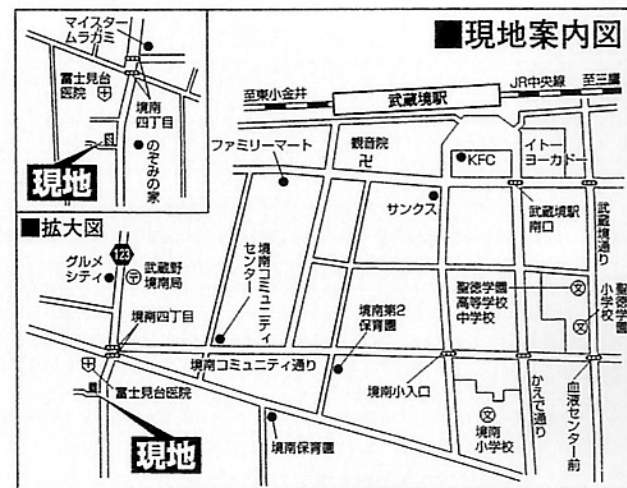 ■現地案内図
マイスター
ムラガミ
富士見台
医院
境南
四丁目
のぞみの家
現地
■拡大図
至東小金井
武蔵境駅
JR中央線
至三鷹
ファミリーマート
観音院
卍
KFC
イトー
ヨーカドー
サンクス
武蔵境駅
南口
武蔵境通り
グルメ
シティ
123
〒
武蔵野
境南局
境南コミュニティ
センター
境南四丁目
境南第2
保育園
聖徳学園
高等学校
中学校
文
聖徳学園
小学校
文
境南コミュニティ通り
富士見台医院
境南小入口
かえで通り
血液センター前
現地
境南保育園
文
境南
小学校